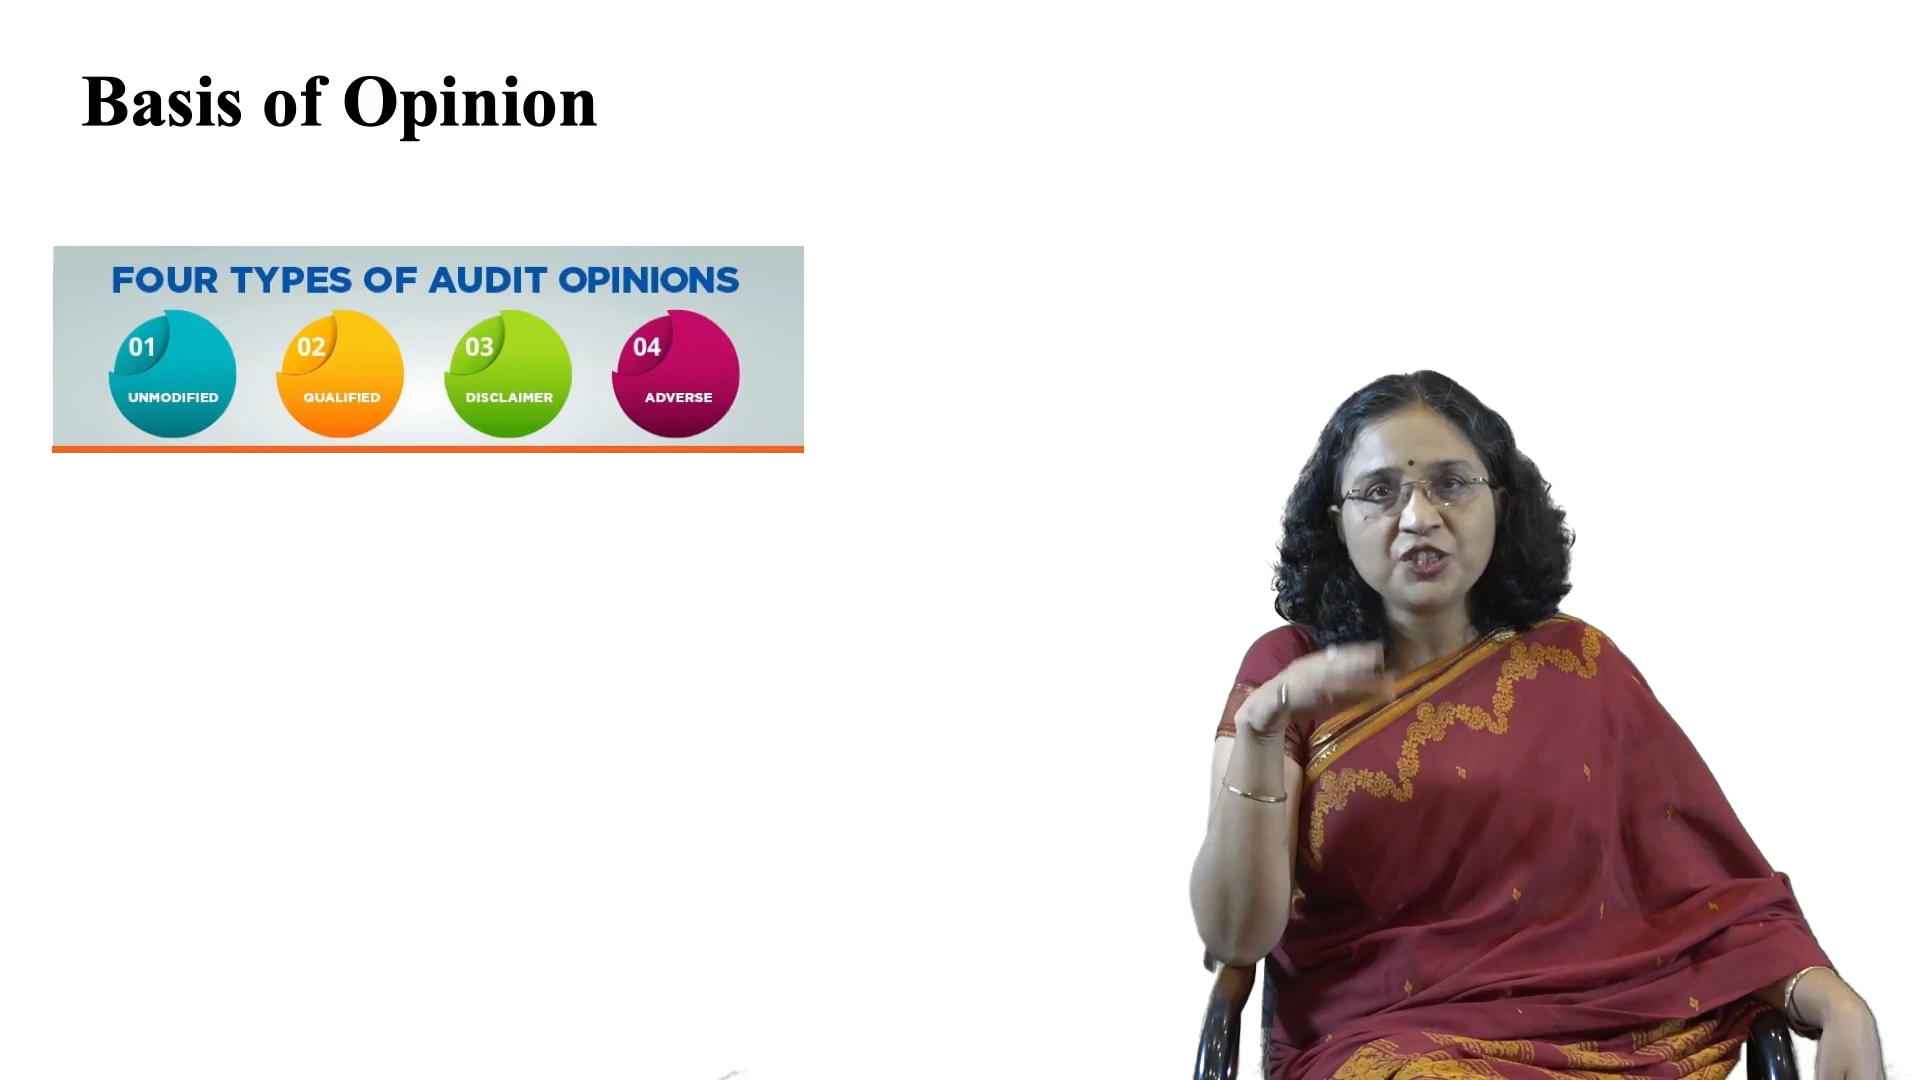 Basis of Opinion
FOUR TYPES OF AUDIT OPINIONS
01 02 03 04
UNMODIFIED QUALIFIED DISCLAIMER ADVERSE